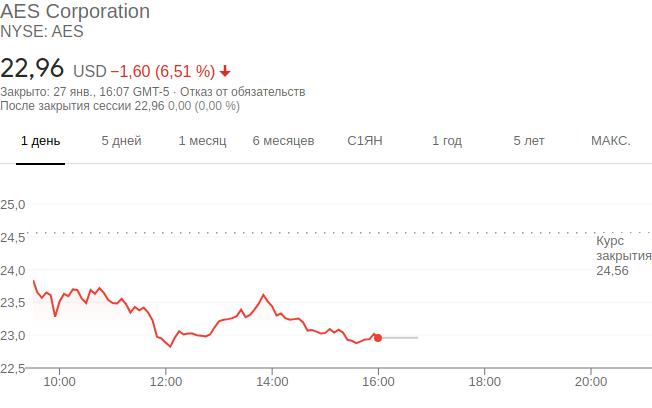 AES Corporation
NYSE: AES
22,96 USD −1,60 (6,51 %)
Закрыто: 27 янв., 16:07 GMT-5 · Отказ от обязательств
После закрытия сессии 22,96 0,00 (0,00 %)
1 день 5 дней 1 месяц 6 месяцев С1ЯН 1 год 5 лет МАКС.
25,0
24,5
Курс
закрытия
24,56
24,0
23,5
23,0
22,5
10:00 12:00 14:00 16:00 18:00 20:00